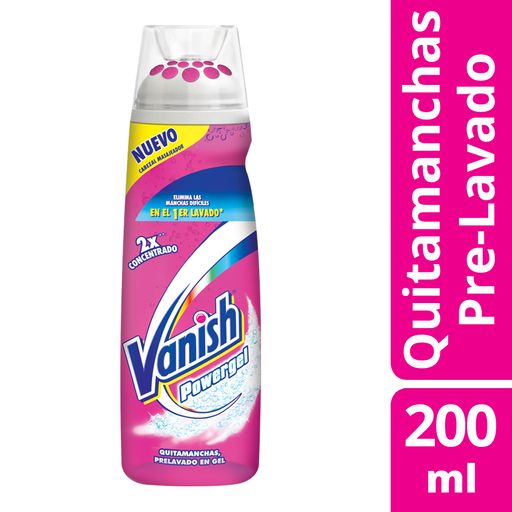 NUEVO
CABEZAL MASAJEADOR
ELIMINA LAS
MANCHAS DIFÍCILES
EN EL 1ER LAVADO*
2X**
CONCENTRADO
Vanish
Powergel
QUITAMANCHAS,
PRELAVADO EN GEL
Quitamanchas
Pre-Lavado
200
ml